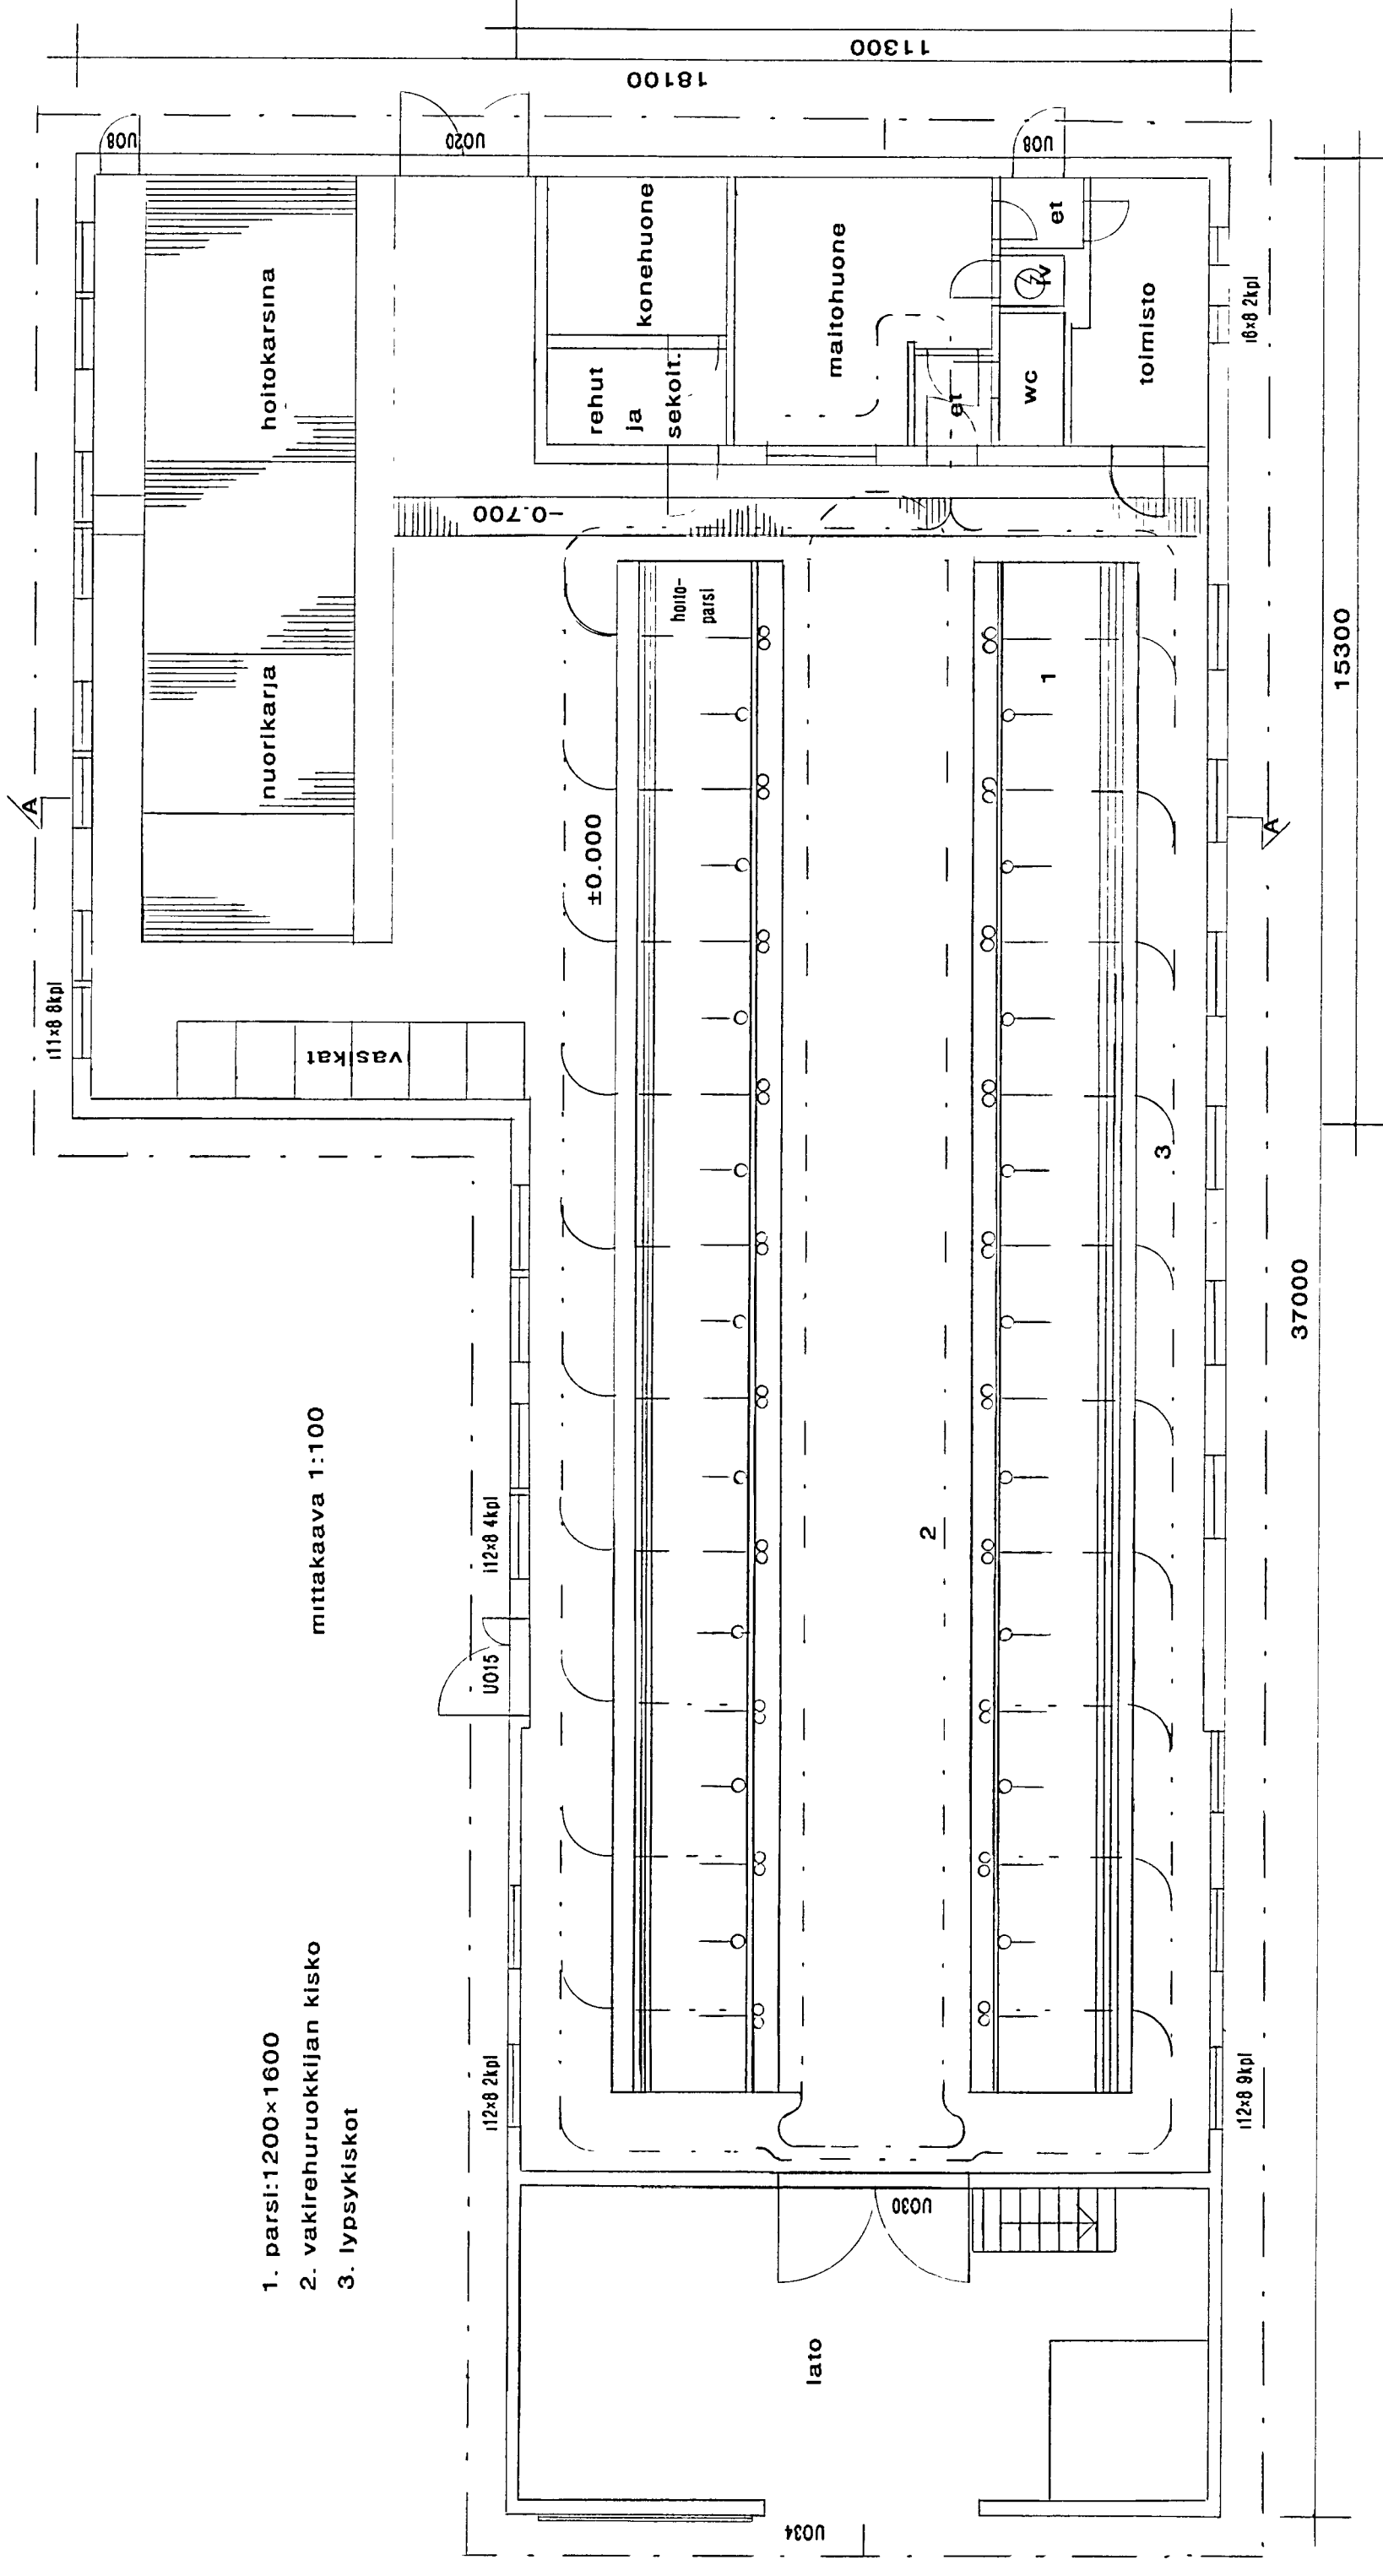 11300
18100
U08
U020
U08
hoitokarsina
konehuone
rehut
ja
sekoit.
maitohuone
et
lv
wc
et
toimisto
i6×8 2kpl
-0.700
hoito-
parsi
nuorikarja
1
15300
A
A
±0.000
i11×8 8kpl
vasikat
3
37000
mittakaava 1:100
i12×8 4kpl
2
U015
1. parsi:1200×1600
2. vakirehuruokkijan kisko
3. lypsykiskot
i12×8 2kpl
i12×8 9kpl
U030
lato
U034